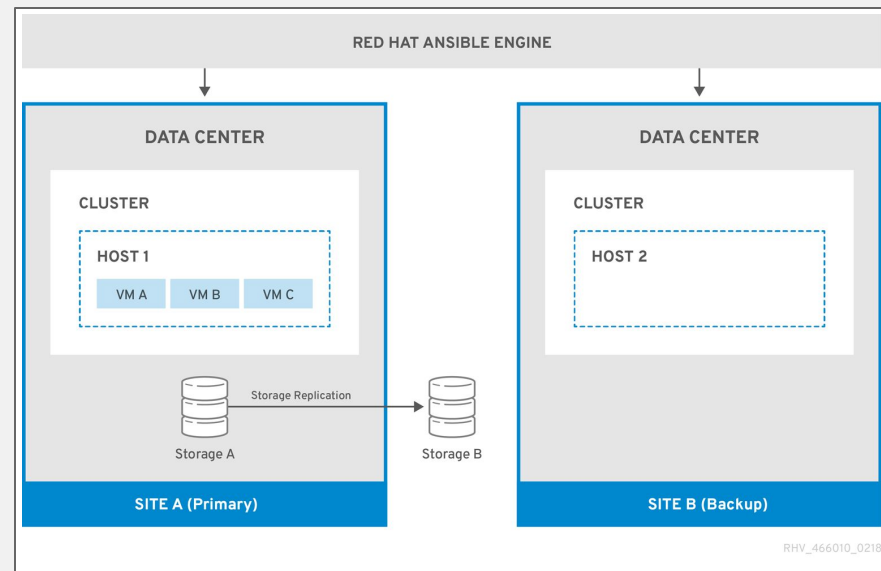 RED HAT ANSIBLE ENGINE
DATA CENTER
CLUSTER
HOST 1
VM A
VM B
VM C
Storage Replication
Storage A
SITE A (Primary)
Storage B
DATA CENTER
CLUSTER
HOST 2
SITE B (Backup)
RHV_466010_0218